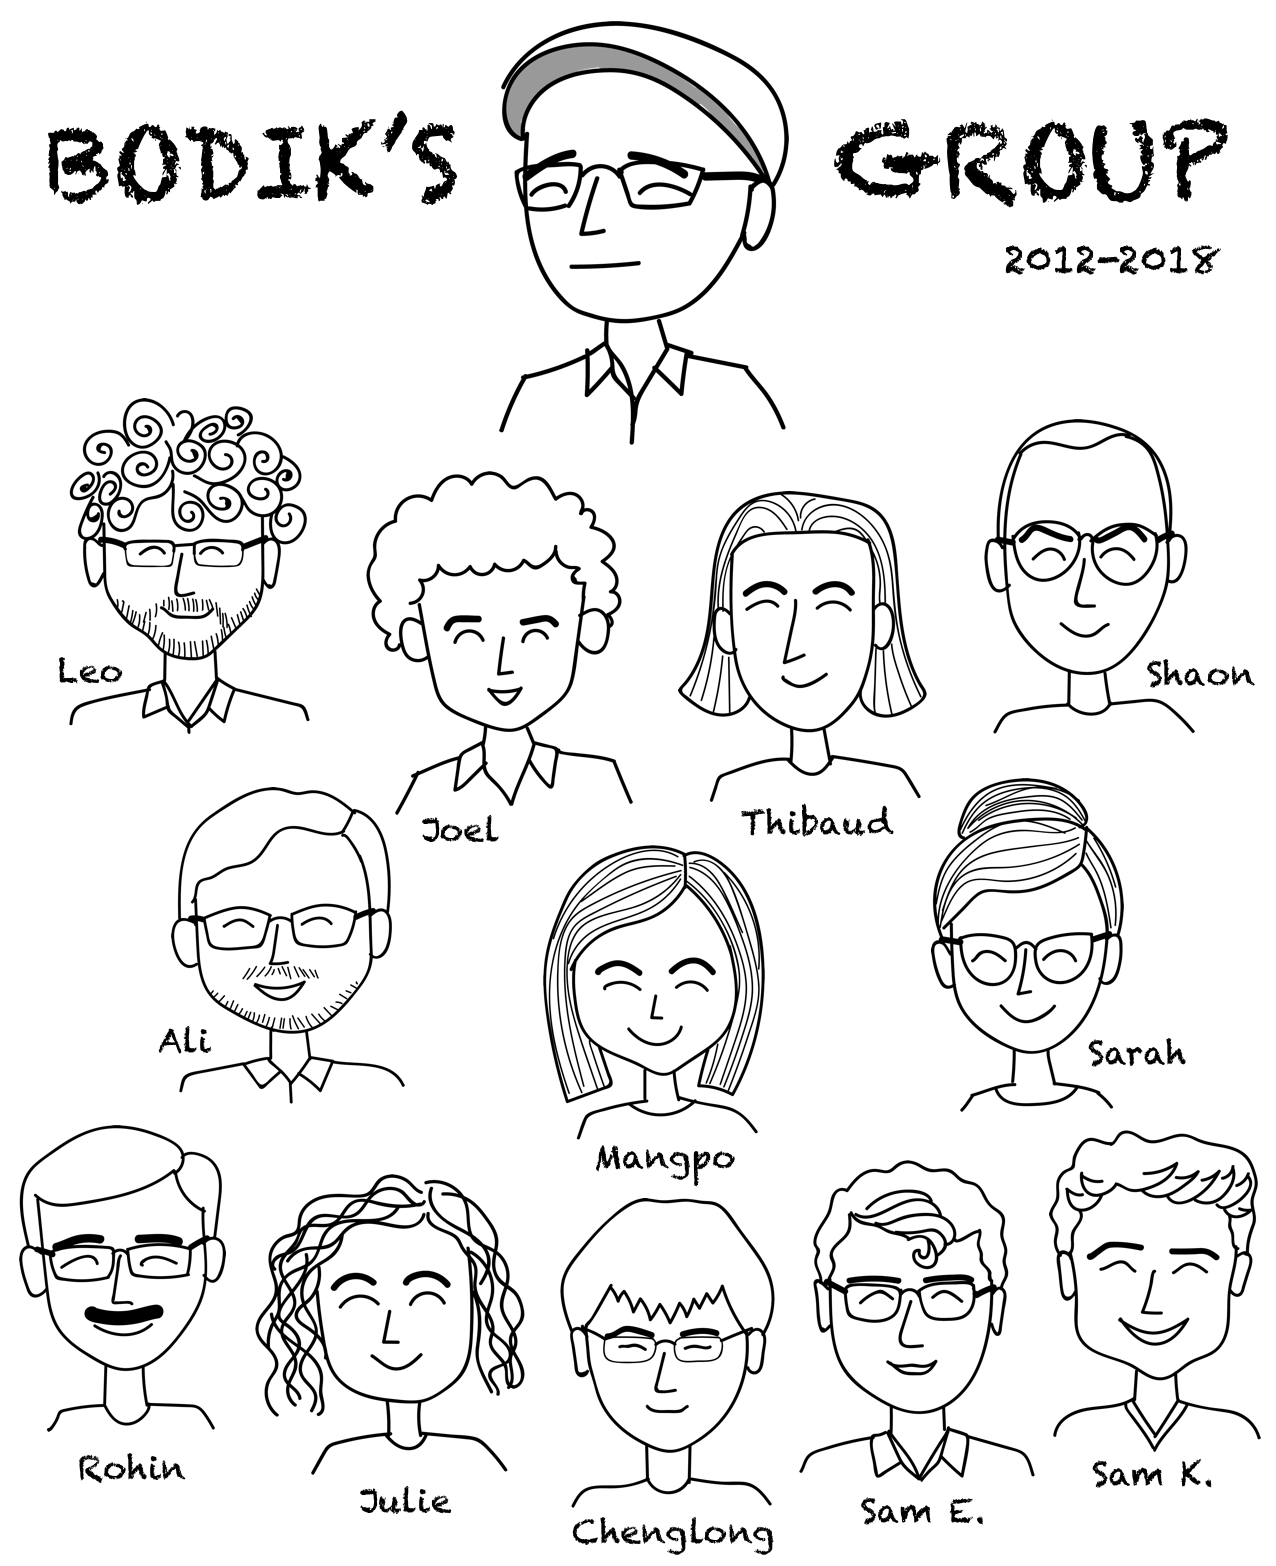 BODIK'S GROUP
2012-2018
Leo
Joel
Thibaud
Shaon
Ali
Mangpo
Sarah
Rohin
Julie
Chenglong
Sam E.
Sam K.